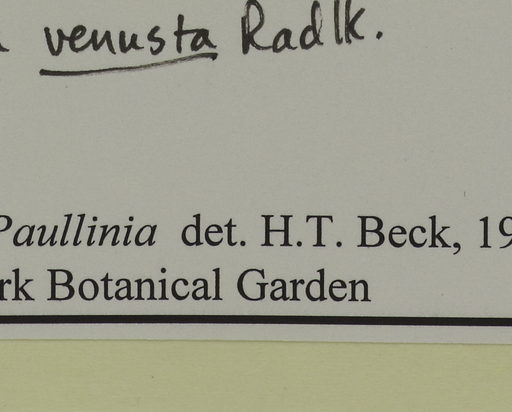 venusta Radlk.
Paullinia det. H.T. Beck, 19
rk Botanical Garden